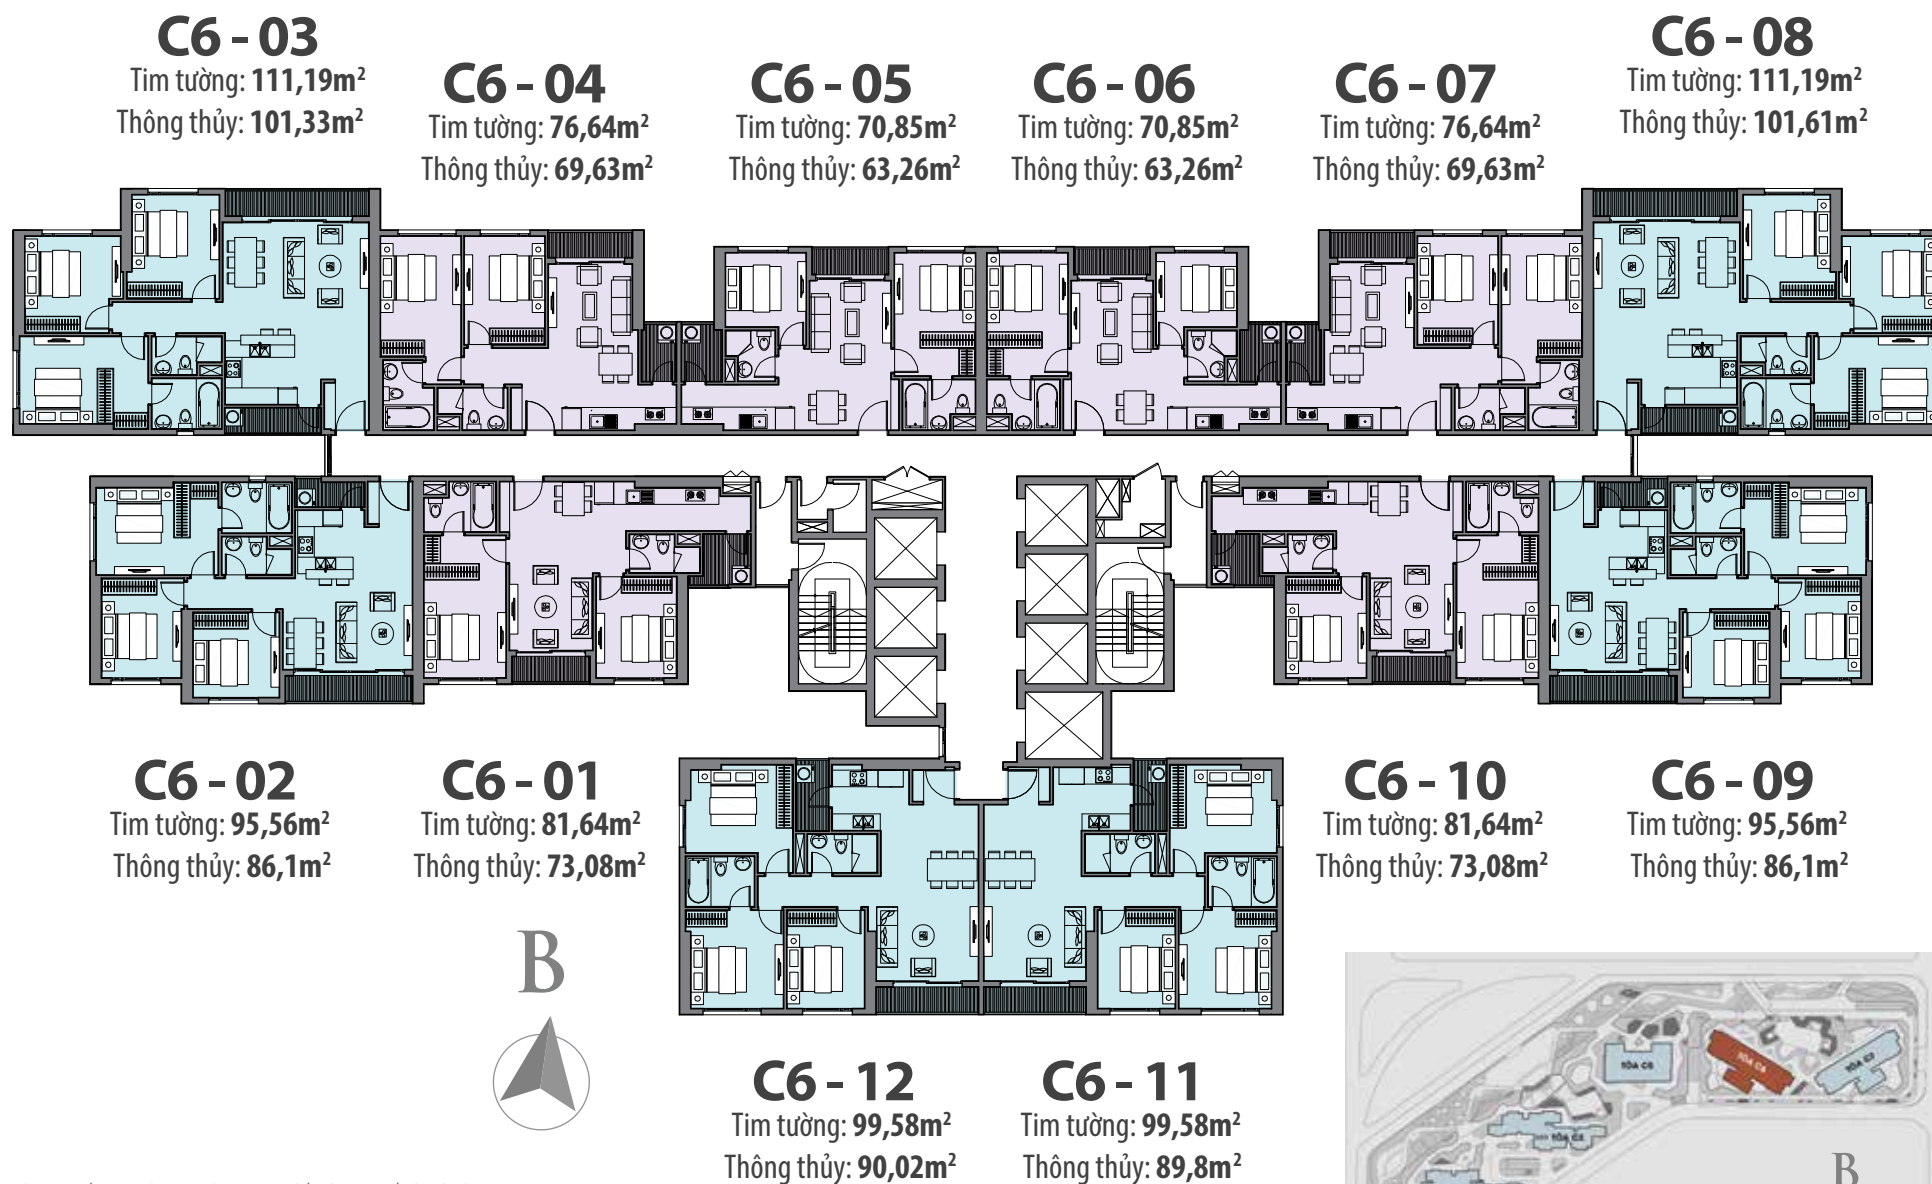 C6 - 03
Tim tường: 111,19m²
Thông thủy: 101,33m²
C6 - 04
Tim tường: 76,64m²
Thông thủy: 69,63m²
C6 - 05
Tim tường: 70,85m²
Thông thủy: 63,26m²
C6 - 06
Tim tường: 70,85m²
Thông thủy: 63,26m²
C6 - 07
Tim tường: 76,64m²
Thông thủy: 69,63m²
C6 - 08
Tim tường: 111,19m²
Thông thủy: 101,61m²
C6 - 02
Tim tường: 95,56m²
Thông thủy: 86,1m²
C6 - 01
Tim tường: 81,64m²
Thông thủy: 73,08m²
C6 - 10
Tim tường: 81,64m²
Thông thủy: 73,08m²
C6 - 09
Tim tường: 95,56m²
Thông thủy: 86,1m²
B
C6 - 12
Tim tường: 99,58m²
Thông thủy: 90,02m²
C6 - 11
Tim tường: 99,58m²
Thông thủy: 89,8m²
B